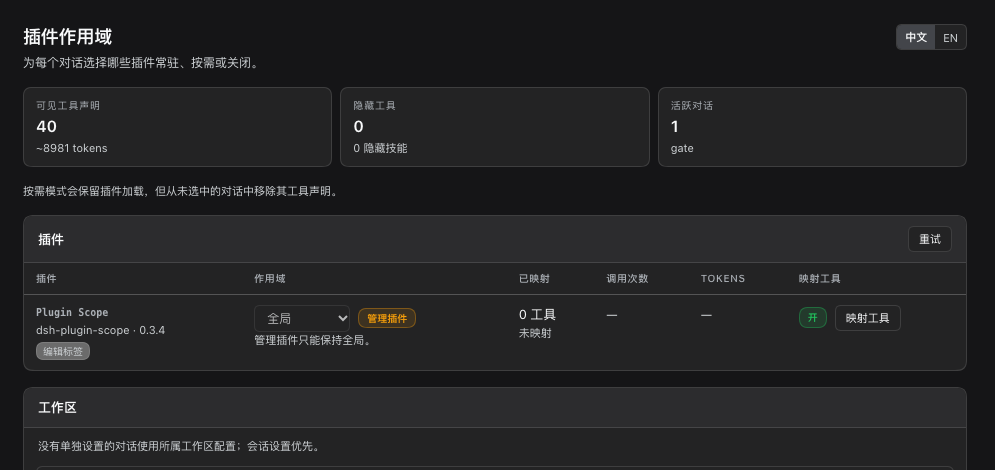 插件作用域
中文 EN
为每个对话选择哪些插件常驻、按需或关闭。
可见工具声明
40
~8981 tokens
隐藏工具
0
0 隐藏技能
活跃对话
1
gate
按需模式会保留插件加载，但从未选中的对话中移除其工具声明。
插件
重试
插件 作用域 已映射 调用次数 TOKENS 映射工具
Plugin Scope
dsh-plugin-scope · 0.3.4
编辑标签
全局 管理插件
管理插件只能保持全局。
0 工具
未映射
—
—
开 映射工具
工作区
没有单独设置的对话使用所属工作区配置；会话设置优先。